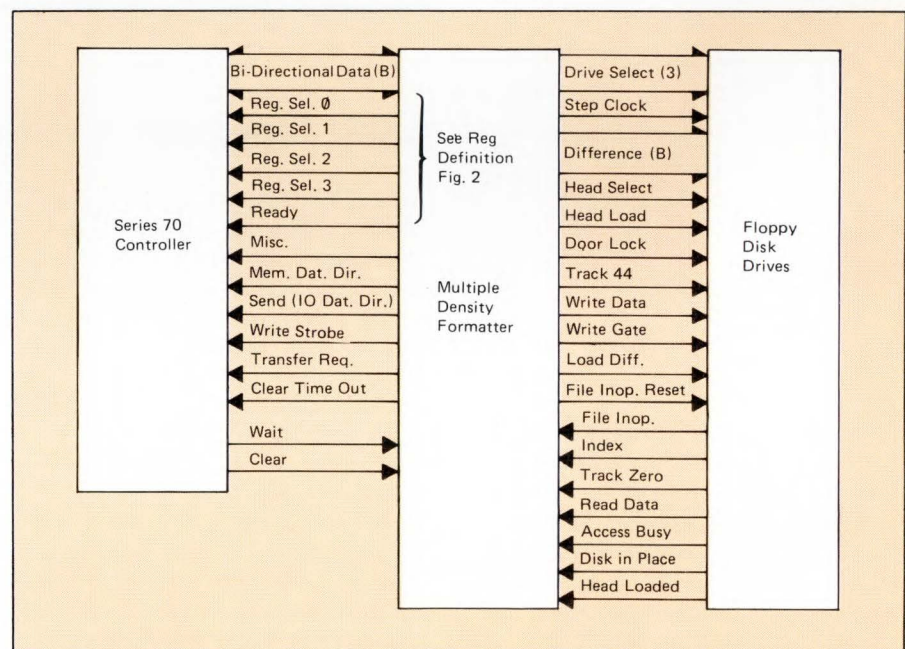 Bi-Directional Data (B)
Reg. Sel. 0
Reg. Sel. 1
Reg. Sel. 2
Reg. Sel. 3
Ready
Misc.
Mem. Dat. Dir.
Send (IO Dat. Dir.)
Write Strobe
Transfer Req.
Clear Time Out
Wait
Clear
Series 70
Controller
See Reg
Definition
Fig. 2
Multiple
Density
Formatter
Drive Select (3)
Step Clock
Difference (B)
Head Select
Head Load
Door Lock
Track 44
Write Data
Write Gate
Load Diff.
File Inop. Reset
File Inop.
Index
Track Zero
Read Data
Access Busy
Disk in Place
Head Loaded
Floppy
Disk
Drives